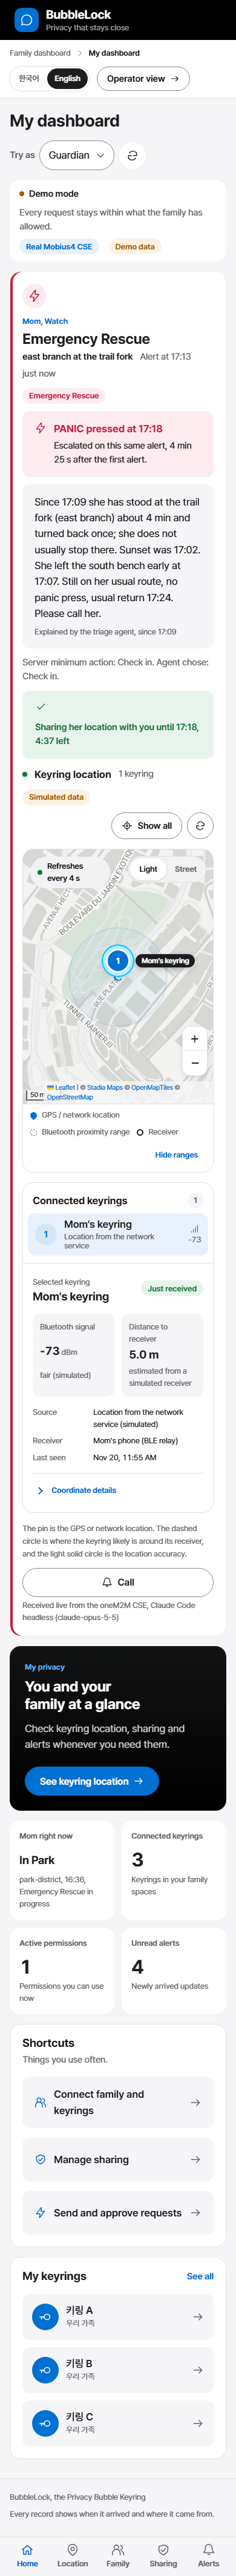 BubbleLock
Privacy that stays close
Family dashboard > My dashboard
한국어 English Operator view →
My dashboard
Try as Guardian
Demo mode
Every request stays within what the family has
allowed.
Real Mobius4 CSE Demo data
Mom, Watch
Emergency Rescue
east branch at the trail fork Alert at 17:13
just now
Emergency Rescue
PANIC pressed at 17:18
Escalated on this same alert, 4 min
25 s after the first alert.
Since 17:09 she has stood at the trail
fork (east branch) about 4 min and
turned back once; she does not
usually stop there. Sunset was 17:02.
She left the south bench early at
17:07. Still on her usual route, no
panic press, usual return 17:24.
Please call her.
Explained by the triage agent, since 17:09
Server minimum action: Check in. Agent chose:
Check in.
Sharing her location with you until 17:18,
4:37 left
Keyring location 1 keyring
Simulated data
Show all
Refreshes
every 4 s
Light Street
BOULEVARD DU JARDIN EXOTIQUE
1 Mom's keyring
TUNNEL RAINIER III
+
−
50 m
Leaflet | © Stadia Maps © OpenMapTiles ©
OpenStreetMap
GPS / network location
Bluetooth proximity range Receiver
Hide ranges
Connected keyrings 1
1 Mom's keyring
Location from the network
service
-73
Selected keyring
Mom's keyring
Just received
Bluetooth signal
-73 dBm
fair (simulated)
Distance to
receiver
5.0 m
estimated from a
simulated receiver
Source Location from the network
service (simulated)
Receiver Mom's phone (BLE relay)
Last seen Nov 20, 11:55 AM
Coordinate details
The pin is the GPS or network location. The dashed
circle is where the keyring likely is around its receiver,
and the light solid circle is the location accuracy.
Call
Received live from the oneM2M CSE, Claude Code
headless (claude-opus-5-5)
My privacy
You and your
family at a glance
Check keyring location, sharing and
alerts whenever you need them.
See keyring location →
Mom right now
In Park
park-district, 16:36,
Emergency Rescue in
progress
Connected keyrings
3
Keyrings in your family
spaces
Active permissions
1
Permissions you can use
now
Unread alerts
4
Newly arrived updates
Shortcuts
Things you use often.
Connect family and
keyrings
Manage sharing
Send and approve requests
My keyrings See all
키링 A
우리 가족
키링 B
우리 가족
키링 C
우리 가족
BubbleLock, the Privacy Bubble Keyring
Every record shows when it arrived and where it came from.
Home Location Family Sharing Alerts